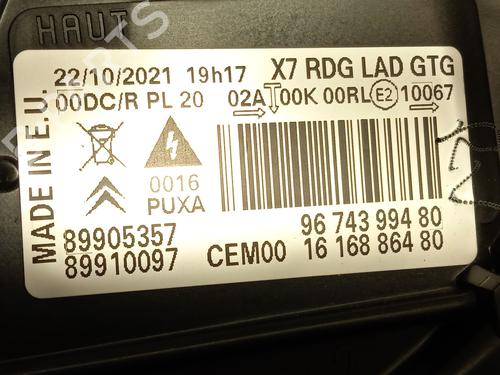 HAUT
22/10/2021 19h17 X7 RDG LAD GTG
00DC/R PL 20 02A 00K 00RL E2 10067
MADE IN E.U.
0016
PUXA
89905357 96 743 994 80
89910097 CEM00 16 168 864 80